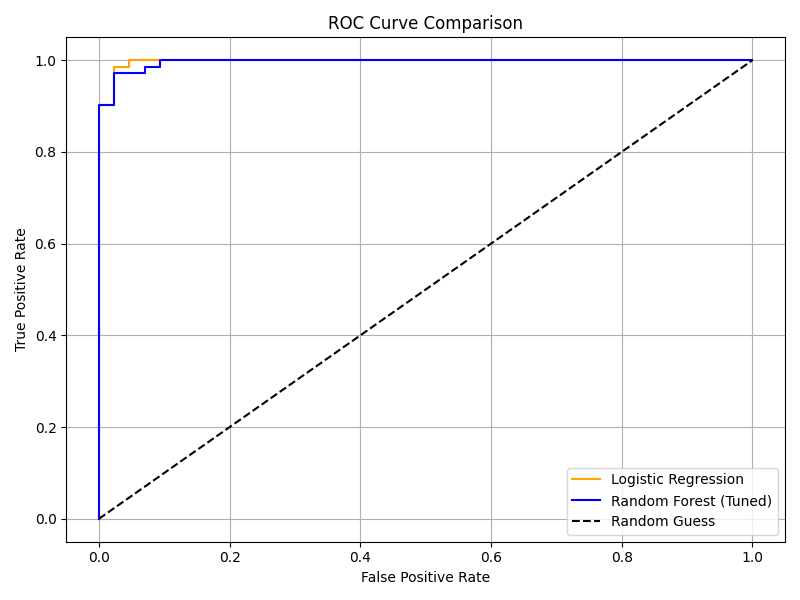 ROC Curve Comparison
True Positive Rate
1.0
0.8
0.6
0.4
0.2
0.0
0.0 0.2 0.4 0.6 0.8 1.0
False Positive Rate
Logistic Regression
Random Forest (Tuned)
Random Guess